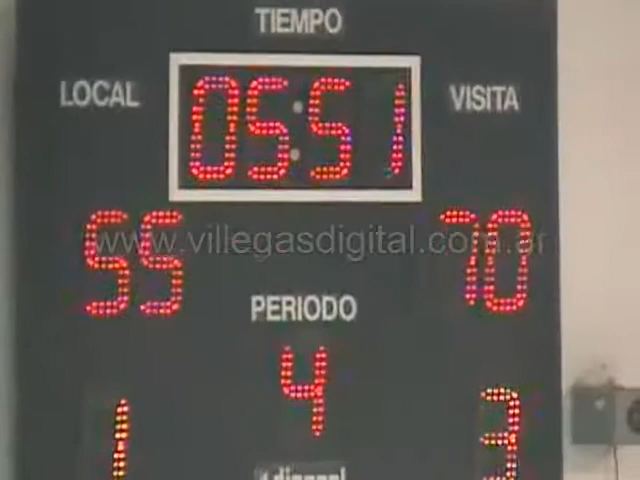 TIEMPO
LOCAL 05:51 VISITA
www.villegasdigital.com.ar
55 70
PERIODO
4
1 3